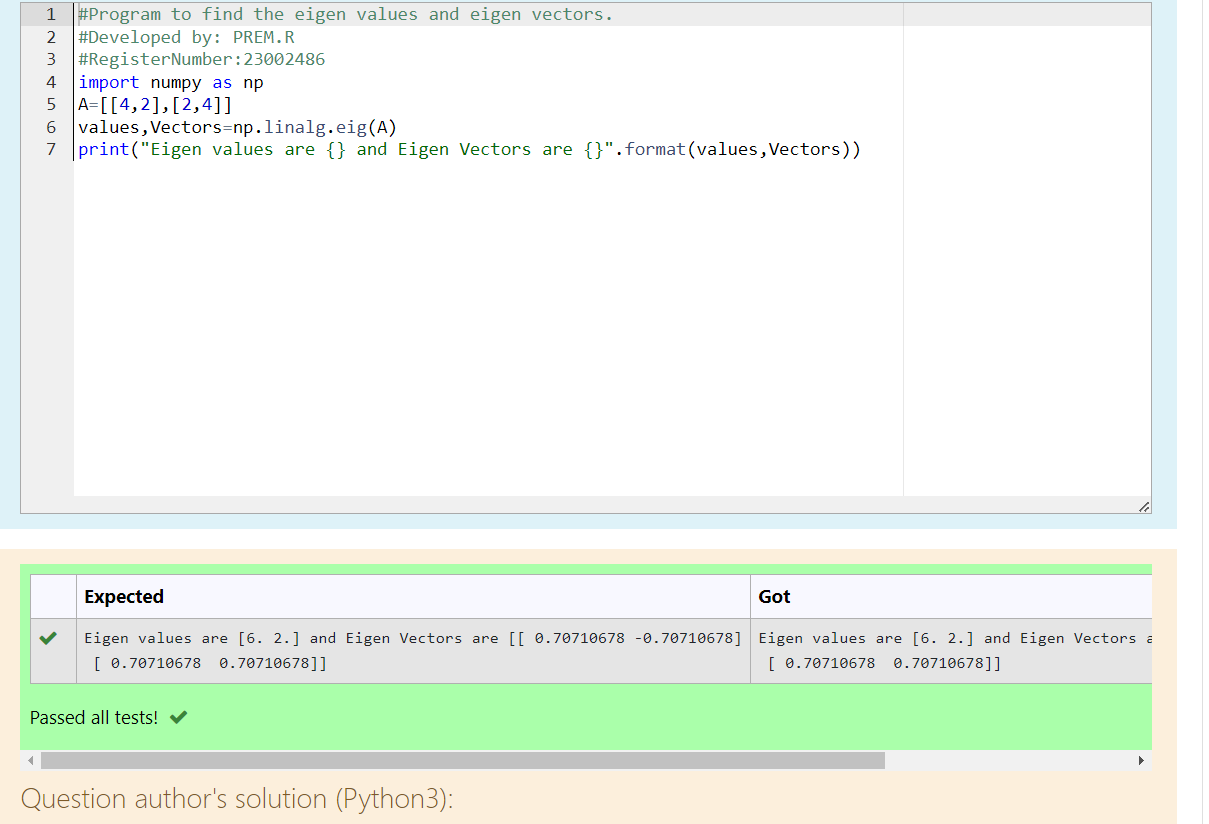 1 #Program to find the eigen values and eigen vectors.
2 #Developed by: PREM.R
3 #RegisterNumber:23002486
4 import numpy as np
5 A=[[4,2],[2,4]]
6 values,Vectors=np.linalg.eig(A)
7 print("Eigen values are {} and Eigen Vectors are {}".format(values,Vectors))
Expected Got
Eigen values are [6. 2.] and Eigen Vectors are [[ 0.70710678 -0.70710678] Eigen values are [6. 2.] and Eigen Vectors
[ 0.70710678 0.70710678]] [ 0.70710678 0.70710678]]
Passed all tests!
Question author's solution (Python3):